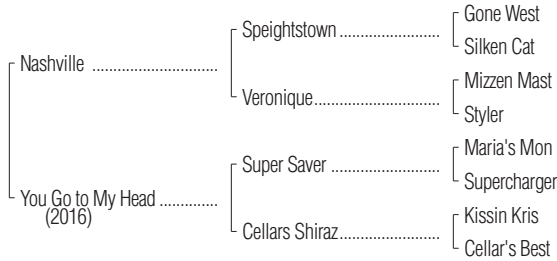 Gone West
Speightstown
Silken Cat
Nashville
Mizzen Mast
Veronique
Styler
Maria's Mon
Super Saver
Supercharger
You Go to My Head
(2016)
Kissin Kris
Cellars Shiraz
Cellar's Best